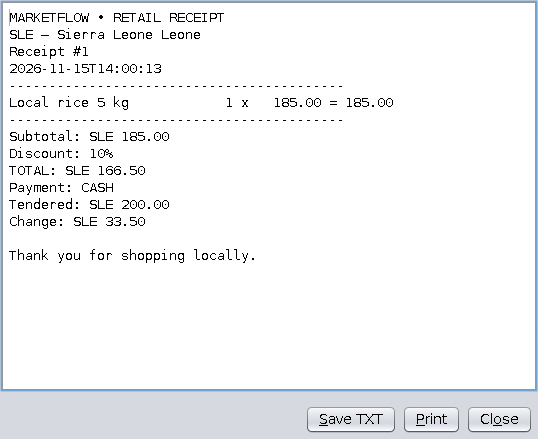 MARKETFLOW • RETAIL RECEIPT
SLE — Sierra Leone Leone
Receipt #1
2026-11-15T14:00:13
----------------------------------------
Local rice 5 kg 1 x 185.00 = 185.00
----------------------------------------
Subtotal: SLE 185.00
Discount: 10%
TOTAL: SLE 166.50
Payment: CASH
Tendered: SLE 200.00
Change: SLE 33.50
Thank you for shopping locally.
Save TXT Print Close